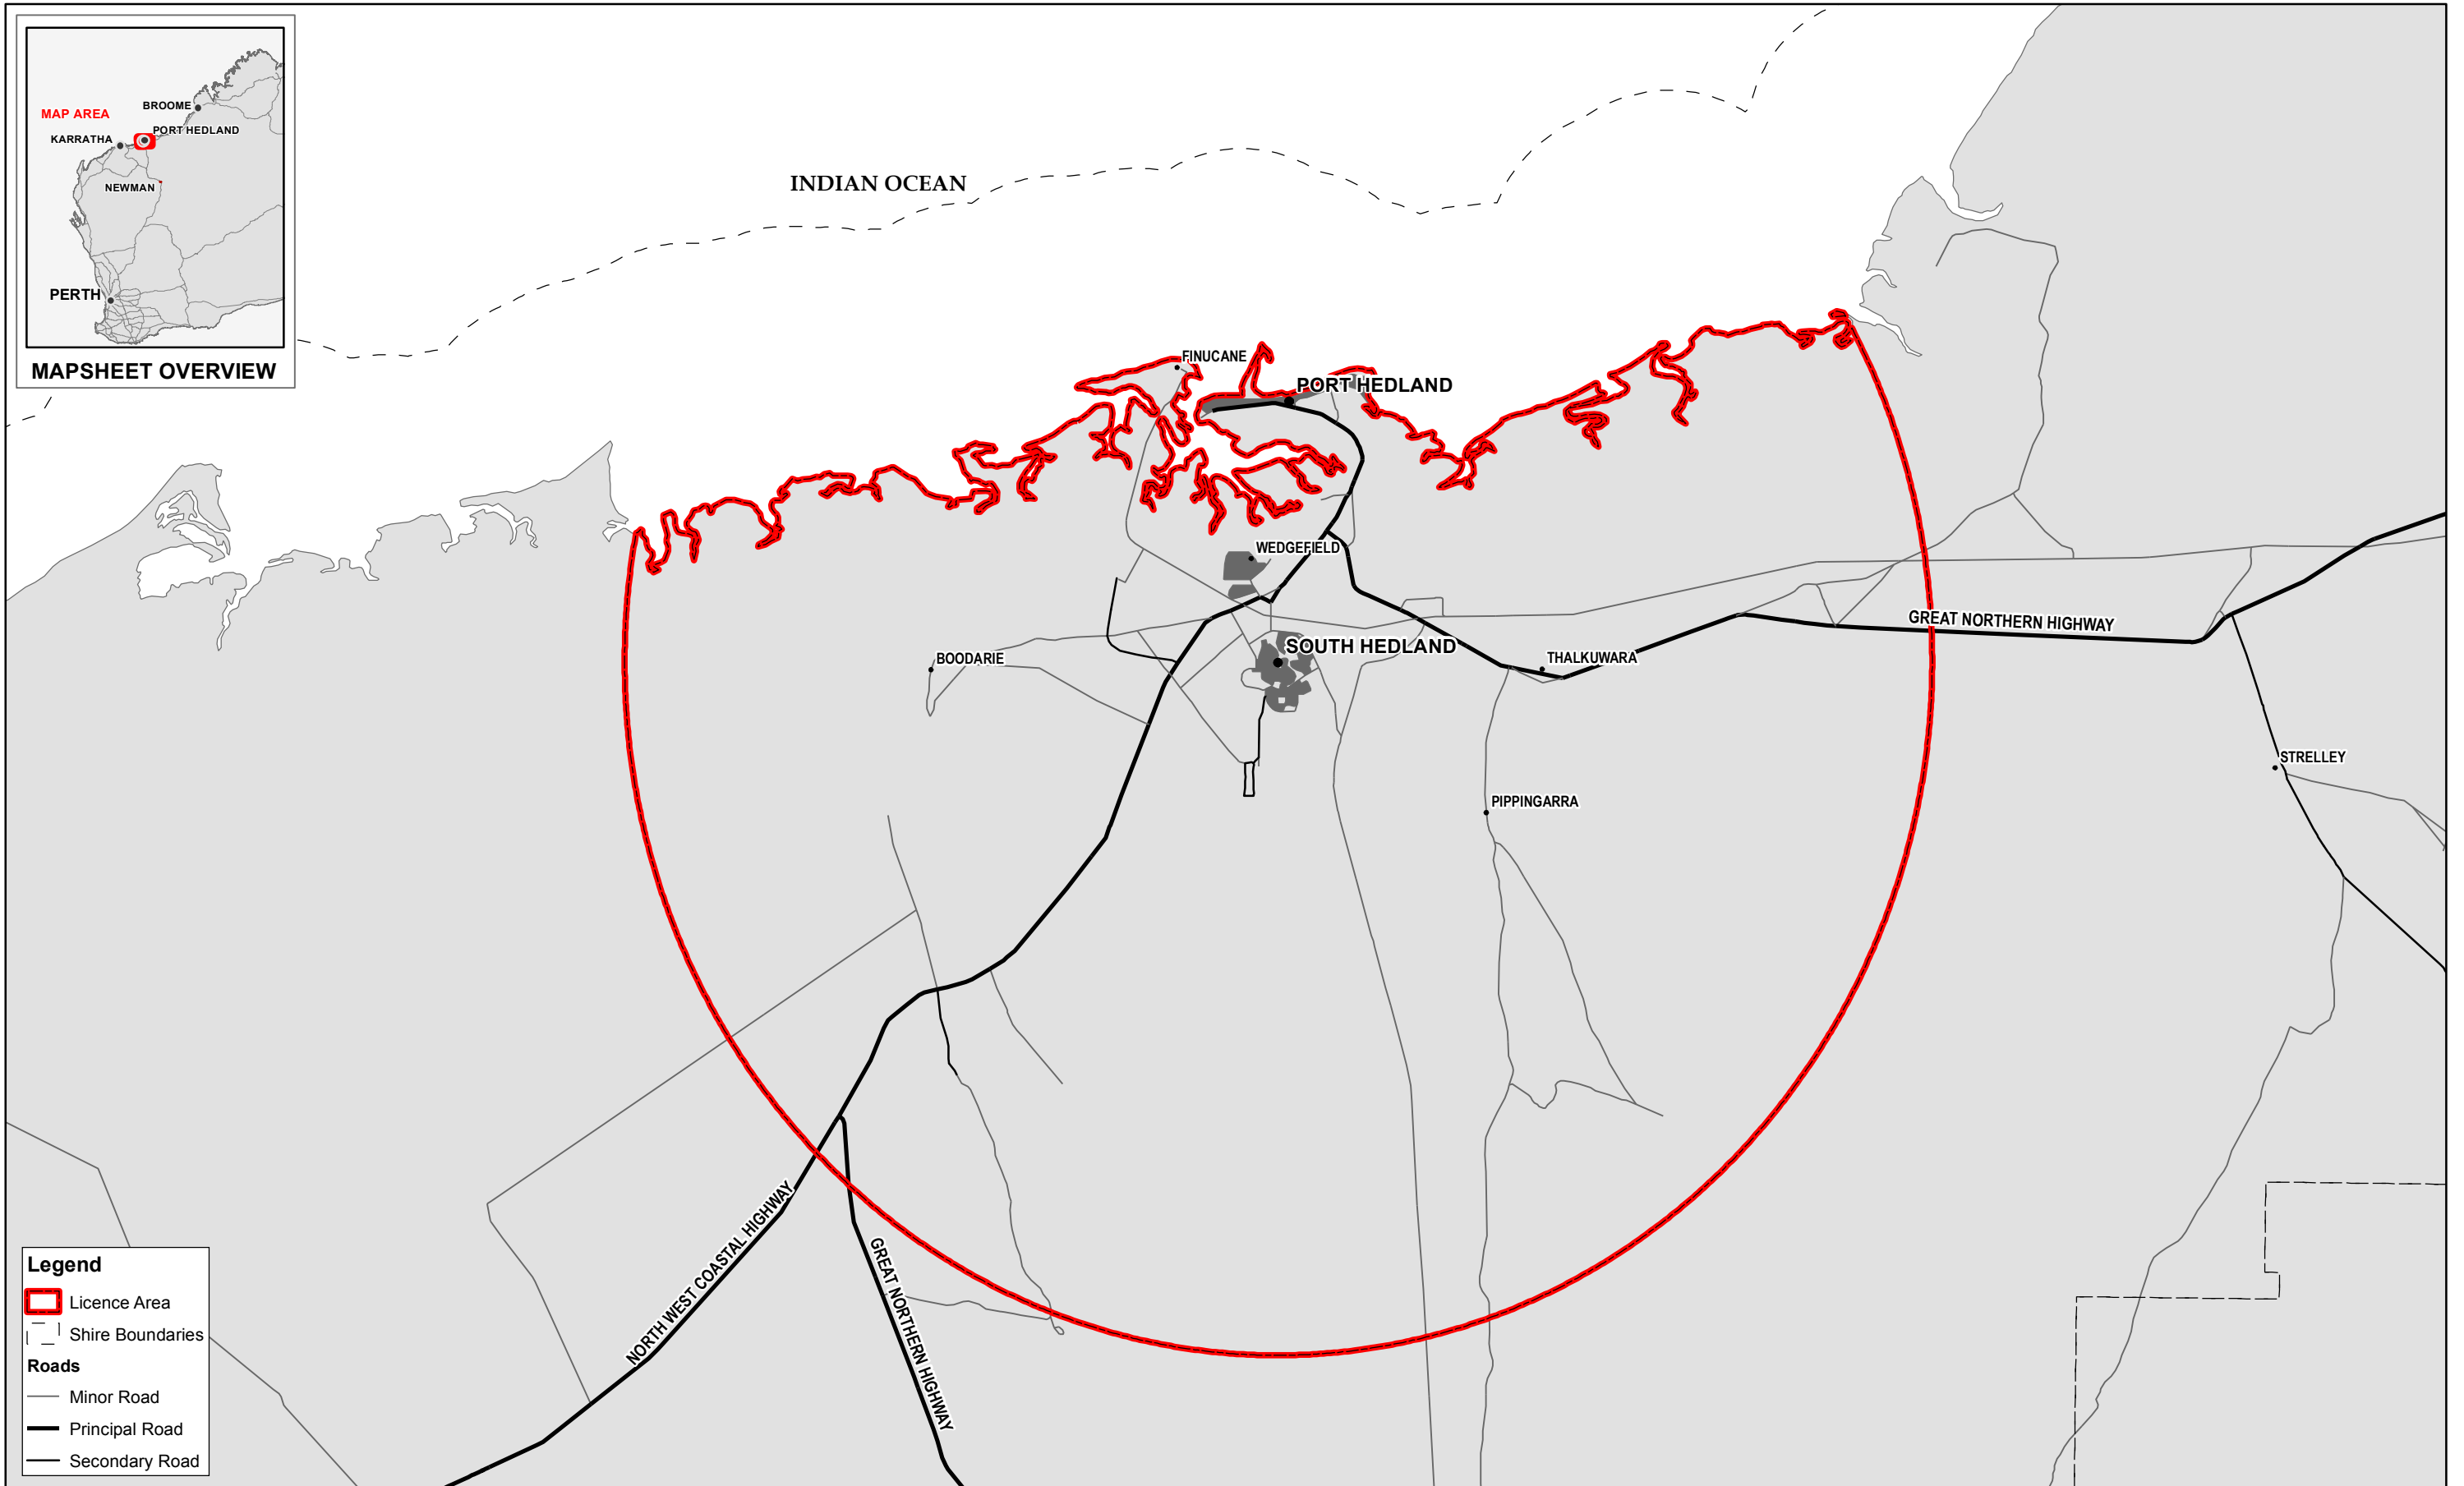 BROOME
MAP AREA
PORT HEDLAND
KARRATHA
NEWMAN
PERTH
MAPSHEET OVERVIEW
INDIAN OCEAN
FINUCANE
PORT HEDLAND
WEDGEFIELD
GREAT NORTHERN HIGHWAY
SOUTH HEDLAND
BOODARIE
THALKUWARA
STRELLEY
PIPPINGARRA
NORTH WEST COASTAL HIGHWAY
GREAT NORTHERN HIGHWAY
Legend
Licence Area
Shire Boundaries
Roads
Minor Road
Principal Road
Secondary Road